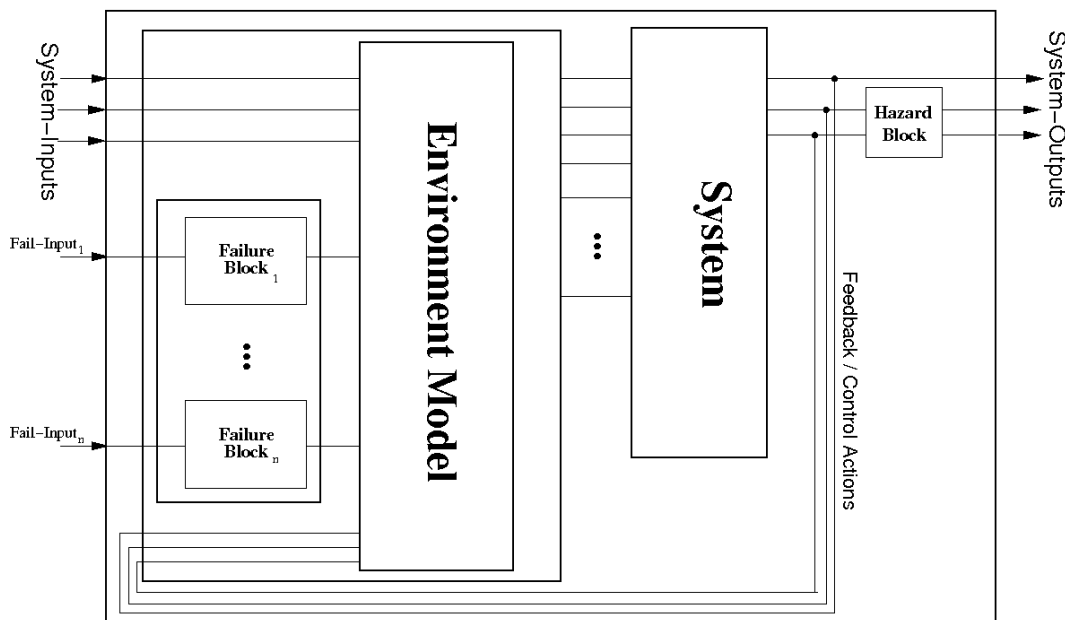 System-Inputs
Fail-Input1
Fail-Inputn
Failure
Block 1
Failure
Block n
Environment Model
System
Feedback / Control Actions
Hazard
Block
System-Outputs